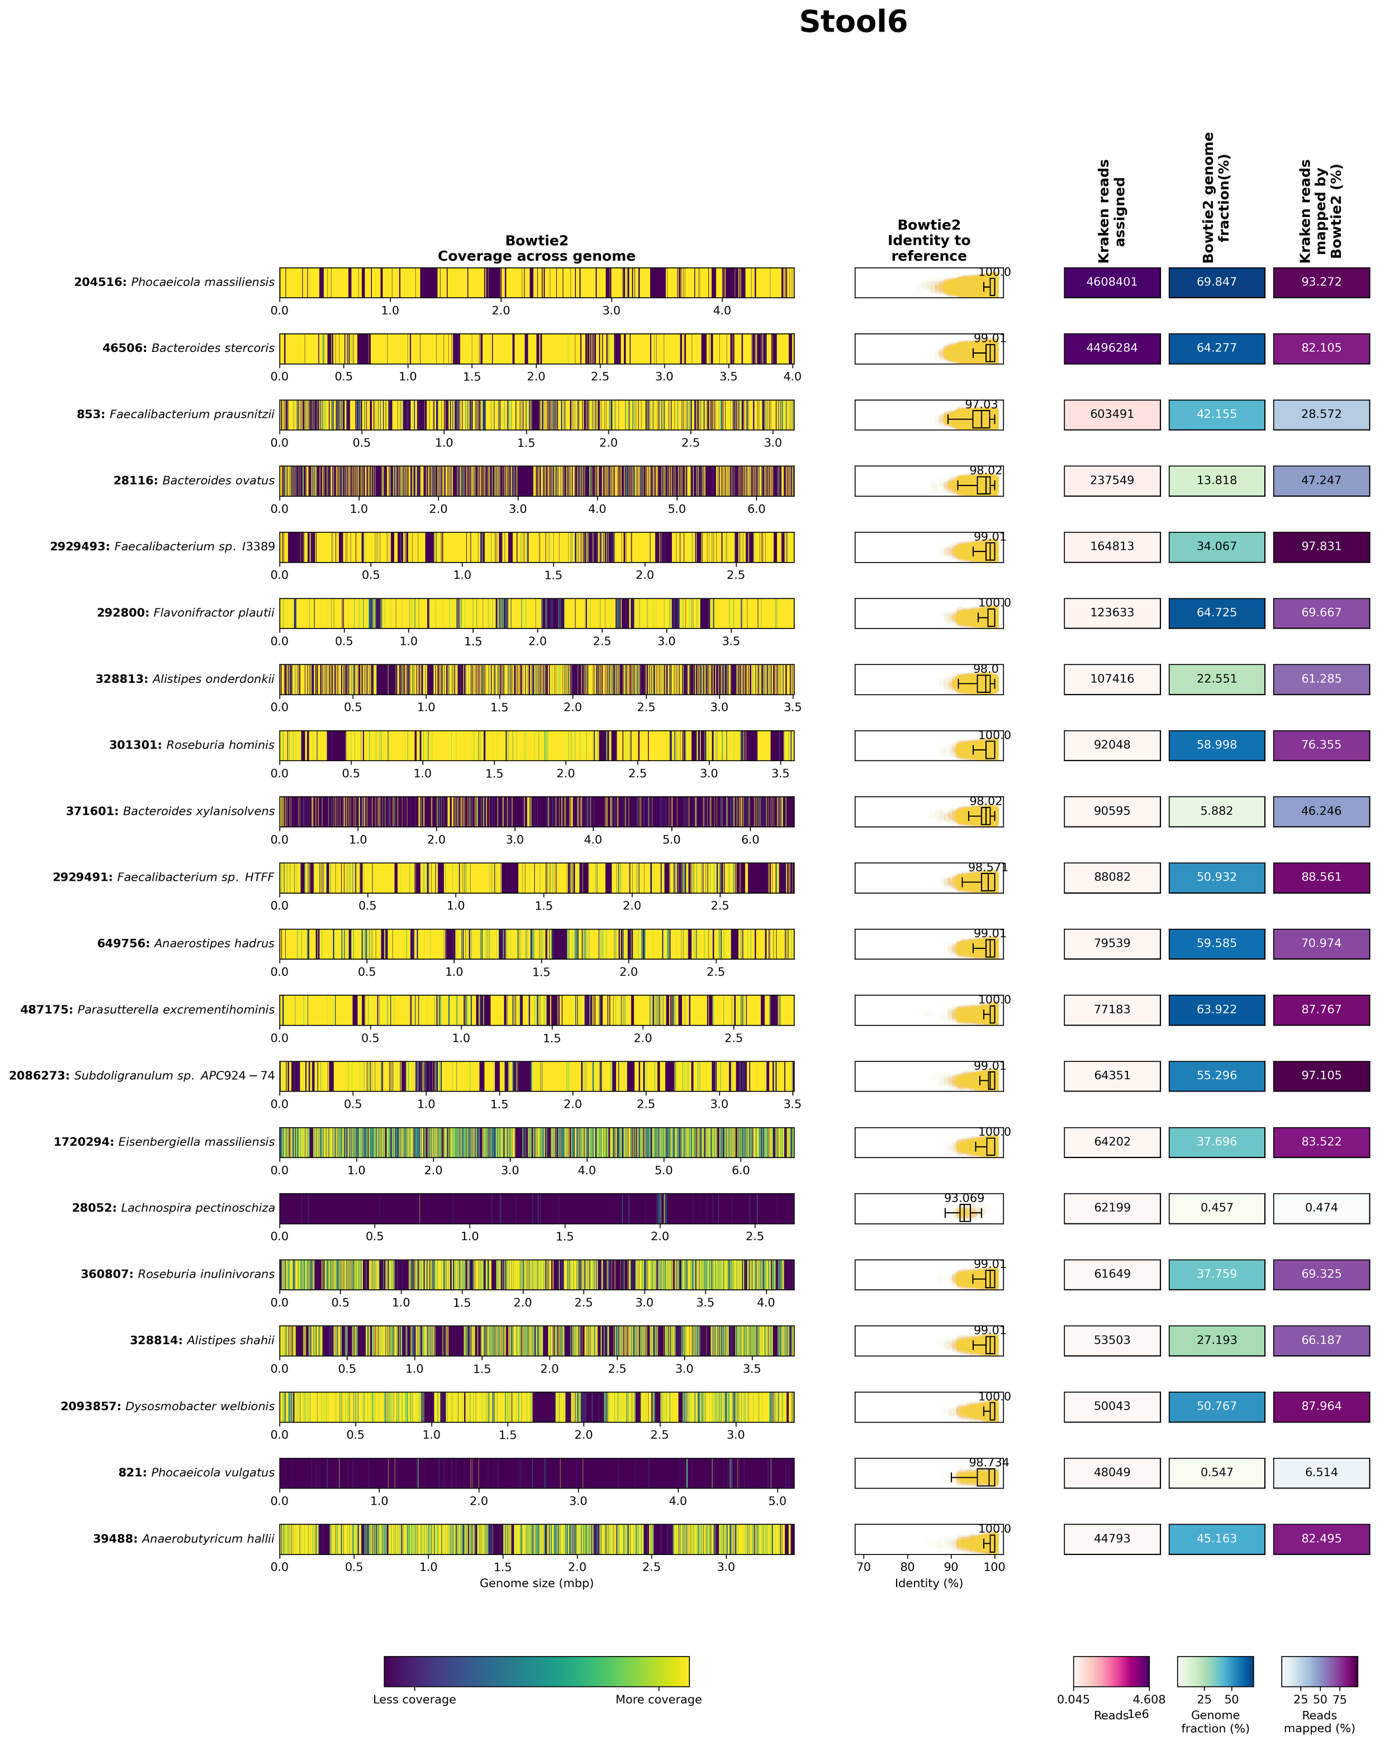 Stool6
Bowtie2
Coverage across genome
Bowtie2
Identity to
reference
Kraken reads
assigned
Bowtie2 genome
fraction(%)
Kraken reads
mapped by
Bowtie2 (%)
204516: Phocaeicola massiliensis 100.0 4608401 69.847 93.272
0.0 1.0 2.0 3.0 4.0
46506: Bacteroides stercoris 99.01 4496284 64.277 82.105
0.0 0.5 1.0 1.5 2.0 2.5 3.0 3.5 4.0
853: Faecalibacterium prausnitzii 97.03 603491 42.155 28.572
0.0 0.5 1.0 1.5 2.0 2.5 3.0
28116: Bacteroides ovatus 98.02 237549 13.818 47.247
0.0 1.0 2.0 3.0 4.0 5.0 6.0
2929493: Faecalibacterium sp. I3389 99.01 164813 34.067 97.831
0.0 0.5 1.0 1.5 2.0 2.5
292800: Flavonifractor plautii 100.0 123633 64.725 69.667
0.0 0.5 1.0 1.5 2.0 2.5 3.0 3.5
328813: Alistipes onderdonkii 98.0 107416 22.551 61.285
0.0 0.5 1.0 1.5 2.0 2.5 3.0 3.5
301301: Roseburia hominis 100.0 92048 58.998 76.355
0.0 0.5 1.0 1.5 2.0 2.5 3.0 3.5
371601: Bacteroides xylanisolvens 98.02 90595 5.882 46.246
0.0 1.0 2.0 3.0 4.0 5.0 6.0
2929491: Faecalibacterium sp. HTFF 98.571 88082 50.932 88.561
0.0 0.5 1.0 1.5 2.0 2.5
649756: Anaerostipes hadrus 99.01 79539 59.585 70.974
0.0 0.5 1.0 1.5 2.0 2.5
487175: Parasutterella excrementihominis 100.0 77183 63.922 87.767
0.0 0.5 1.0 1.5 2.0 2.5
2086273: Subdoligranulum sp. APC924 − 74 99.01 64351 55.296 97.105
0.0 0.5 1.0 1.5 2.0 2.5 3.0 3.5
1720294: Eisenbergiella massiliensis 100.0 64202 37.696 83.522
0.0 1.0 2.0 3.0 4.0 5.0 6.0
28052: Lachnospira pectinoschiza 93.069 62199 0.457 0.474
0.0 0.5 1.0 1.5 2.0 2.5
360807: Roseburia inulinivorans 99.01 61649 37.759 69.325
0.0 0.5 1.0 1.5 2.0 2.5 3.0 3.5 4.0
328814: Alistipes shahii 99.01 53503 27.193 66.187
0.0 0.5 1.0 1.5 2.0 2.5 3.0 3.5
2093857: Dysosmobacter welbionis 100.0 50043 50.767 87.964
0.0 0.5 1.0 1.5 2.0 2.5 3.0
821: Phocaeicola vulgatus 98.734 48049 0.547 6.514
0.0 1.0 2.0 3.0 4.0 5.0
39488: Anaerobutyricum hallii 100.0 44793 45.163 82.495
0.0 0.5 1.0 1.5 2.0 2.5 3.0 70 80 90 100
Genome size (mbp) Identity (%)
Less coverage More coverage
0.045 4.608 25 50 25 50 75
Reads 1e6 Genome Reads
fraction (%) mapped (%)